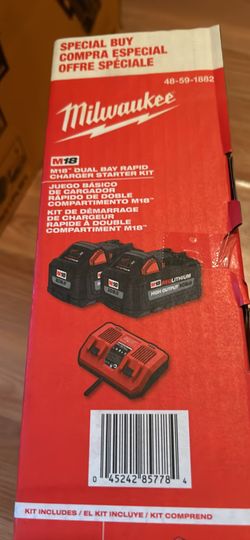 SPECIAL BUY
COMPRA ESPECIAL
OFFRE SPÉCIALE
48-59-1882
Milwaukee
M18
M18™ DUAL BAY RAPID
CHARGER STARTER KIT
JUEGO BÁSICO
DE CARGADOR
RÁPIDO DE DOBLE
COMPARTIMENTO M18™
KIT DE DÉMARRAGE
DE CHARGEUR
RAPIDE À DOUBLE
COMPARTIMENT M18™
M18 REDLITHIUM
HIGH OUTPUT
0 45242 85778 4
KIT INCLUDES / EL KIT INCLUYE / KIT COMPREND